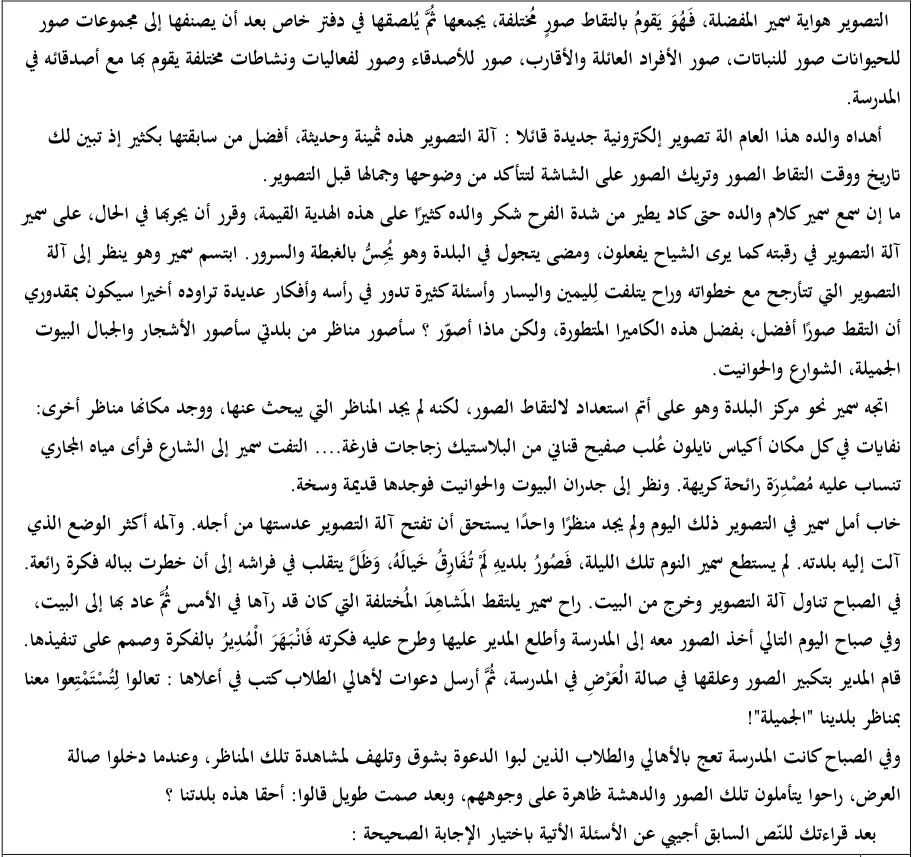 التصوير هواية سمير المفضلة، فَهُوَ يَقومُ بالتقاط صورٍ مُختلفة، يجمعها ثُمَّ يُلصقها في دفتر خاص بعد أن يصنفها إلى مجموعات صور
للحيوانات صور للنباتات، صور الأفراد العائلة والأقارب، صور للأصدقاء وصور لفعاليات ونشاطات مختلفة يقوم بها مع أصدقائه في
المدرسة.
أهداه والده هذا العام الة تصوير إلكترونية جديدة قائلا : آلة التصوير هذه ثمينة وحديثة، أفضل من سابقتها بكثير إذ تبين لك
تاريخ ووقت التقاط الصور وتريك الصور على الشاشة لتتأكد من وضوحها وجمالها قبل التصوير.
ما إن سمع سمير كلام والده حتى كاد يطير من شدة الفرح شكر والده كثيرًا على هذه الهدية القيمة، وقرر أن يجربها في الحال، على سمير
آلة التصوير في رقبته كما يرى الشياح يفعلون، ومضى يتجول في البلدة وهو يُحِسُّ بالغبطة والسرور. ابتسم سمير وهو ينظر إلى آلة
التصوير التي تتأرجح مع خطواته وراح يتلفت لِليمين واليسار وأسئلة كثيرة تدور في رأسه وأفكار عديدة تراوده أخيرا سيكون بمقدوري
أن التقط صورًا أفضل، بفضل هذه الكاميرا المتطورة، ولكن ماذا أصوّر ؟ سأصور مناظر من بلدتي سأصور الأشجار والجبال البيوت
الجميلة، الشوارع والحوانيت.
اتجه سمير نحو مركز البلدة وهو على أتم استعداد لالتقاط الصور، لكنه لم يجد المناظر التي يبحث عنها، ووجد مكانها مناظر أخرى:
نفايات في كل مكان أكياس نايلون عُلب صفيح قناني من البلاستيك زجاجات فارغة.... التفت سمير إلى الشارع فرأى مياه المجاري
تنساب عليه مُصْدِرَة رائحة كريهة. ونظر إلى جدران البيوت والحوانيت فوجدها قديمة وسخة.
خاب أمل سمير في التصوير ذلك اليوم ولم يجد منظرًا واحدًا يستحق أن تفتح آلة التصوير عدستها من أجله. وآلمه أكثر الوضع الذي
آلت إليه بلدته. لم يستطع سمير النوم تلك الليلة، فَصُورُ بلديهِ لَمْ تُفَارِقُ خَيالَهُ، وَظَلَّ يتقلب في فراشه إلى أن خطرت بباله فكرة رائعة.
في الصباح تناول آلة التصوير وخرج من البيت. راح سمير يلتقط المَشاهِدَ المُختلفة التي كان قد رآها في الأمس ثُمَّ عاد بها إلى البيت،
وفي صباح اليوم التالي أخذ الصور معه إلى المدرسة وأطلع المدير عليها وطرح عليه فكرته فَانْبَهَرَ الْمُدِيرُ بالفكرة وصمم على تنفيذها.
قام المدير بتكبير الصور وعلقها في صالة الْعَرْضِ في المدرسة، ثُمَّ أرسل دعوات لأهالي الطلاب كتب في أعلاها : تعالوا لِتُسْتَمْتِعوا معنا
بمناظر بلدينا "الجميلة"!
وفي الصباح كانت المدرسة تعج بالأهالي والطلاب الذين لبوا الدعوة بشوق وتلهف لمشاهدة تلك المناظر، وعندما دخلوا صالة
العرض، راحوا يتأملون تلك الصور والدهشة ظاهرة على وجوههم، وبعد صمت طويل قالوا: أحقا هذه بلدتنا ؟
بعد قراءتك للنّص السابق أجيبي عن الأسئلة الأتية باختيار الإجابة الصحيحة :